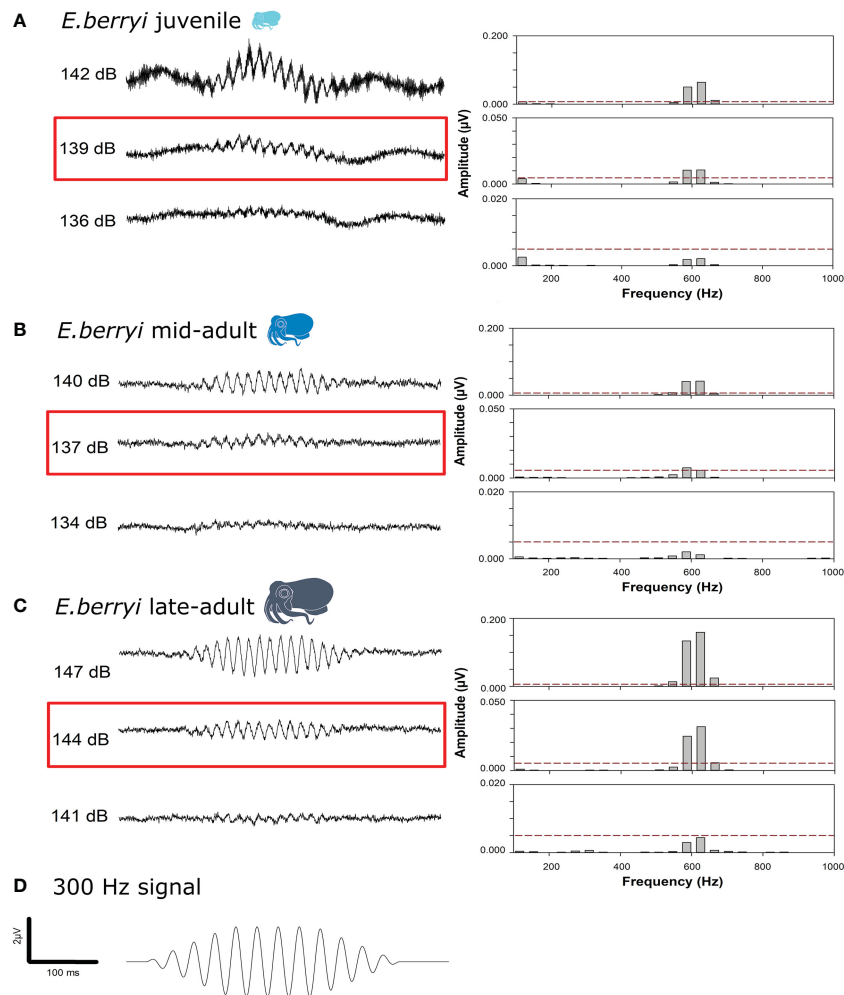 A E.berryi juvenile
142 dB
139 dB
136 dB
0.200
0.000
0.050
0.000
0.020
0.000
Amplitude (µV)
200 400 600 800 1000
Frequency (Hz)
B E.berryi mid-adult
140 dB
137 dB
134 dB
0.200
0.000
0.050
0.000
0.020
0.000
Amplitude (µV)
200 400 600 800 1000
Frequency (Hz)
C E.berryi late-adult
147 dB
144 dB
141 dB
0.200
0.000
0.050
0.000
0.020
0.000
Amplitude (µV)
200 400 600 800 1000
Frequency (Hz)
D 300 Hz signal
2µV
100 ms